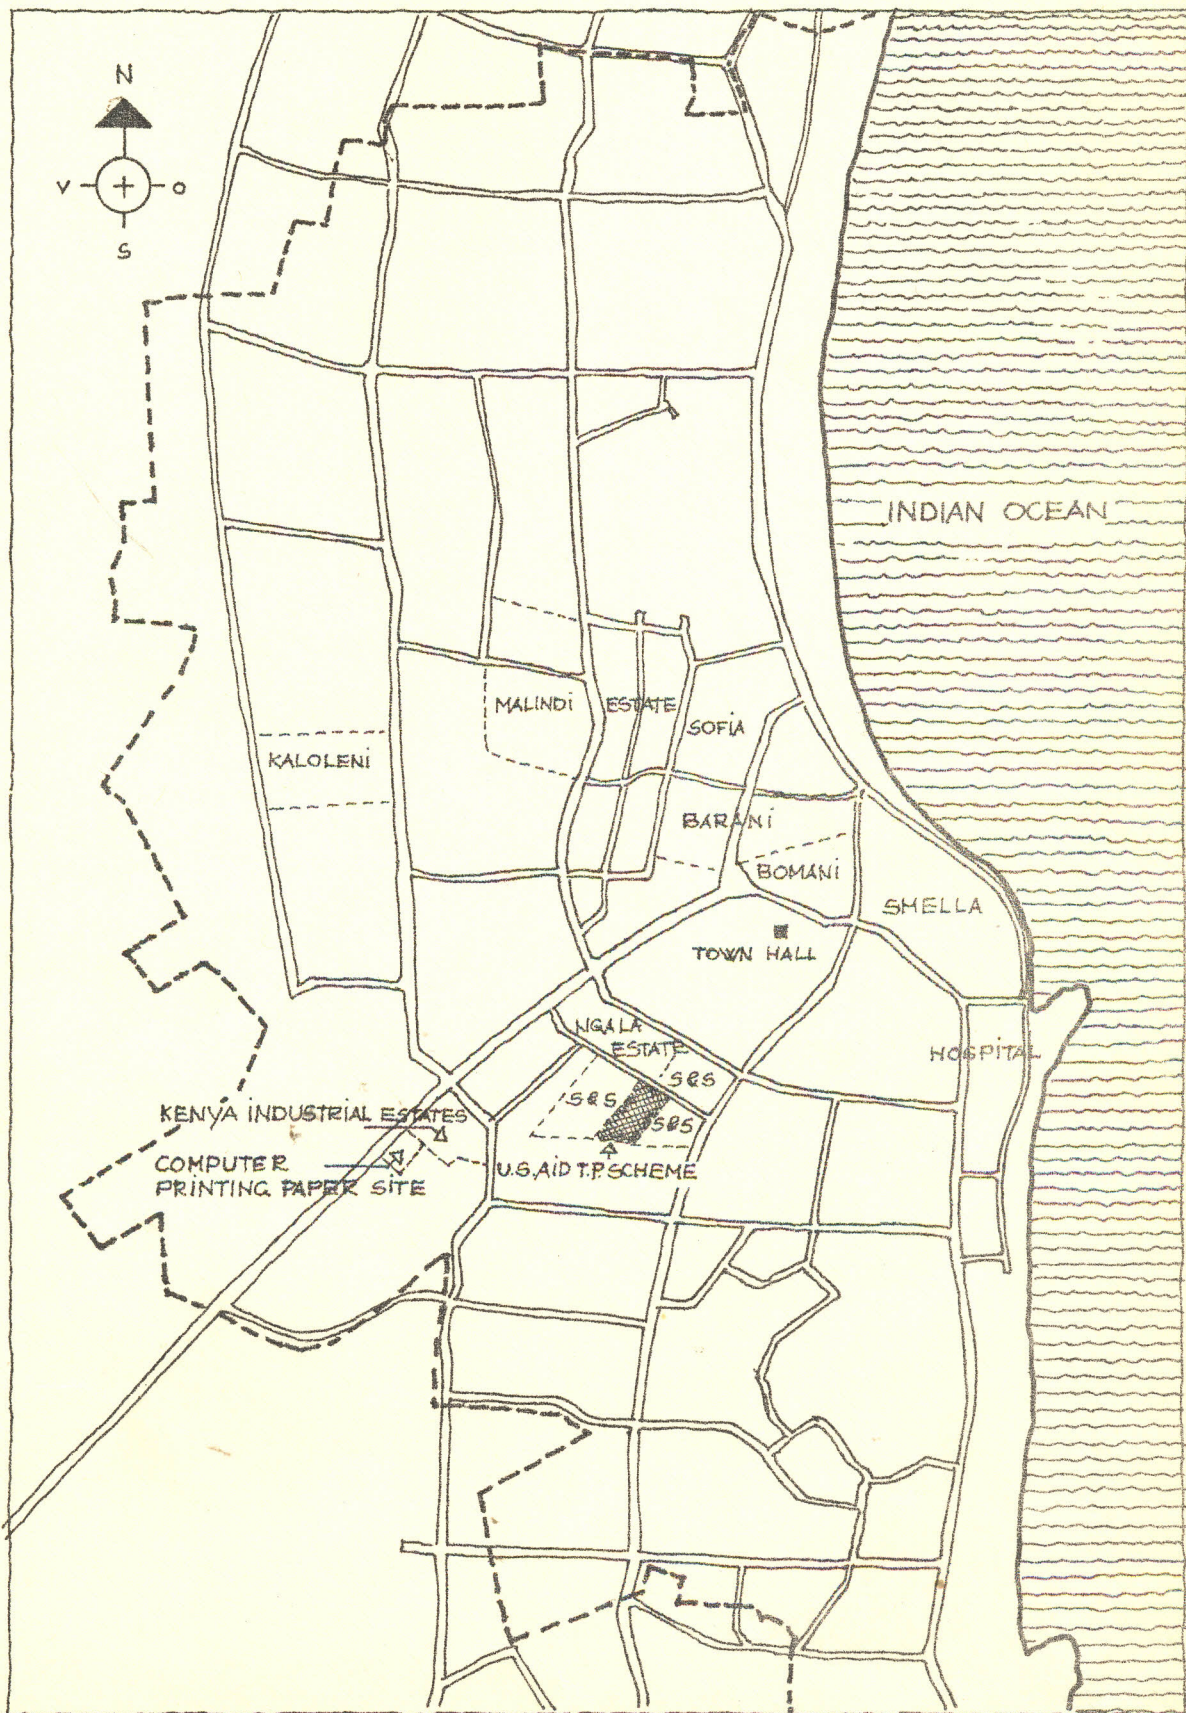 N
V O
S
INDIAN OCEAN
MALINDI ESTATE
SOFIA
KALOLENI
BARANI
BOMANI
SHELLA
TOWN HALL
NGALA
ESTATE
HOSPITAL
S&S
S&S
S&S
KENYA INDUSTRIAL ESTATES
COMPUTER
PRINTING PAPER SITE
U.S.AID T.P. SCHEME